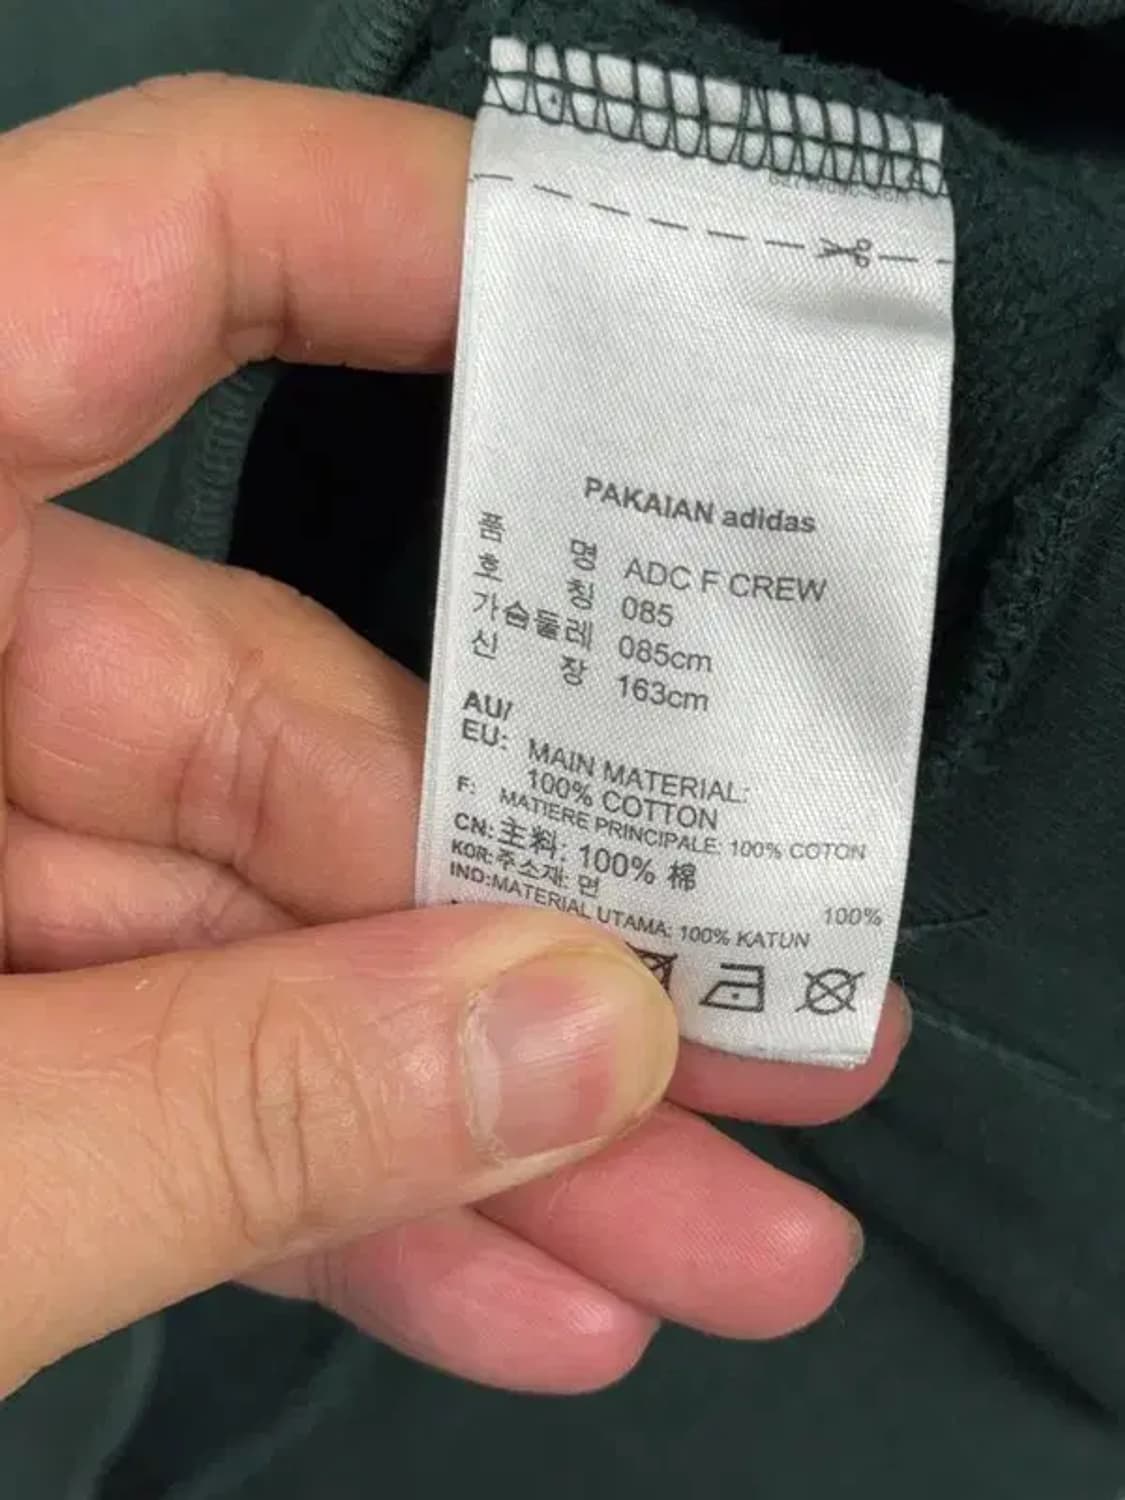 PAKAIAN adidas
품 명 ADC F CREW
호 칭 085
가슴둘레 085cm
신 장 163cm
AU/
EU: MAIN MATERIAL:
100% COTTON
F: MATIERE PRINCIPALE: 100% COTON
CN: 主料: 100% 棉
KOR: 주소재: 면 100%
IND: MATERIAL UTAMA: 100% KATUN